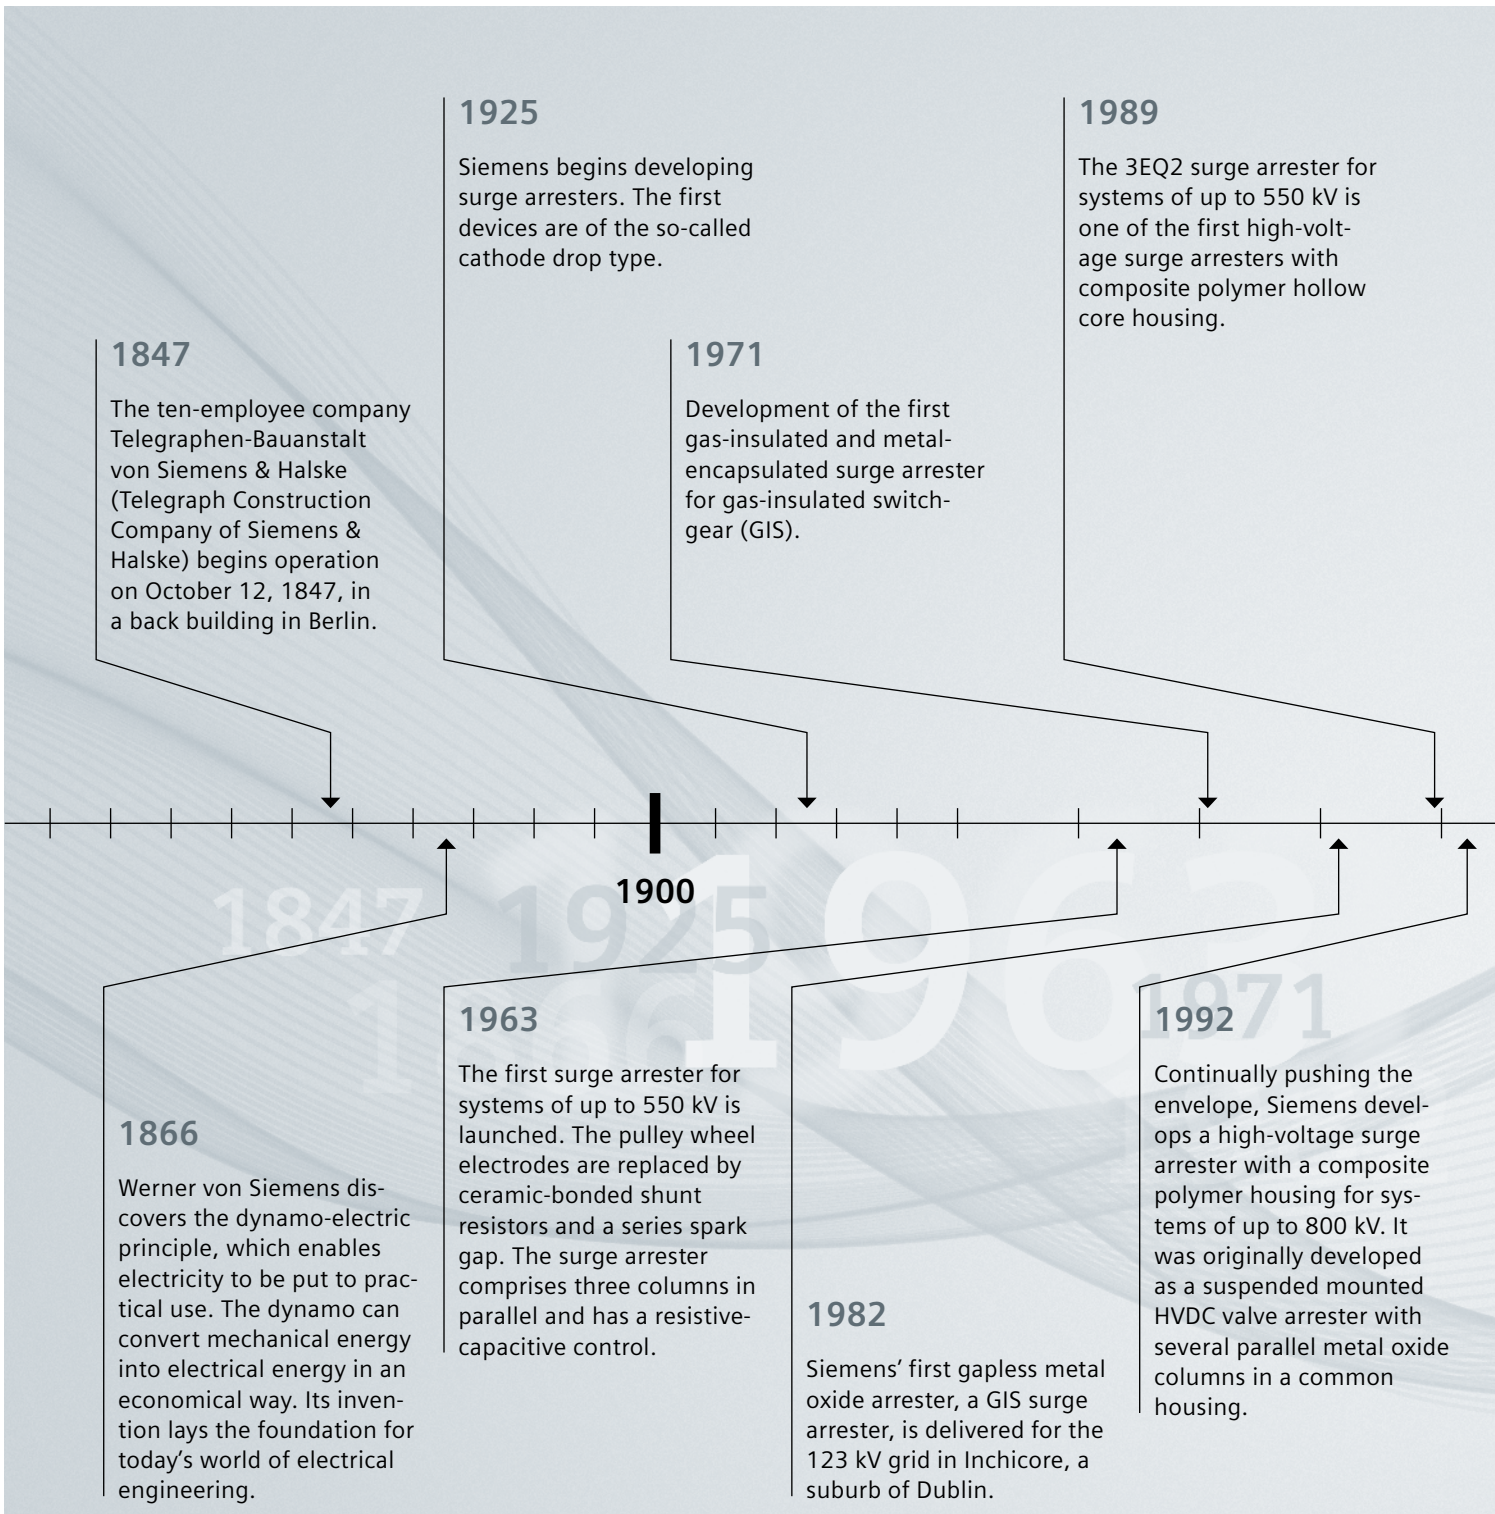 1925
Siemens begins developing
surge arresters. The first
devices are of the so-called
cathode drop type.
1989
The 3EQ2 surge arrester for
systems of up to 550 kV is
one of the first high-volt-
age surge arresters with
composite polymer hollow
core housing.
1847
The ten-employee company
Telegraphen-Bauanstalt
von Siemens & Halske
(Telegraph Construction
Company of Siemens &
Halske) begins operation
on October 12, 1847, in
a back building in Berlin.
1971
Development of the first
gas-insulated and metal-
encapsulated surge arrester
for gas-insulated switch-
gear (GIS).
1900
1847
1925
1963
1866
1971
1866
Werner von Siemens dis-
covers the dynamo-electric
principle, which enables
electricity to be put to prac-
tical use. The dynamo can
convert mechanical energy
into electrical energy in an
economical way. Its inven-
tion lays the foundation for
today’s world of electrical
engineering.
1963
The first surge arrester for
systems of up to 550 kV is
launched. The pulley wheel
electrodes are replaced by
ceramic-bonded shunt
resistors and a series spark
gap. The surge arrester
comprises three columns in
parallel and has a resistive-
capacitive control.
1982
Siemens’ first gapless metal
oxide arrester, a GIS surge
arrester, is delivered for the
123 kV grid in Inchicore, a
suburb of Dublin.
1992
Continually pushing the
envelope, Siemens devel-
ops a high-voltage surge
arrester with a composite
polymer housing for sys-
tems of up to 800 kV. It
was originally developed
as a suspended mounted
HVDC valve arrester with
several parallel metal oxide
columns in a common
housing.